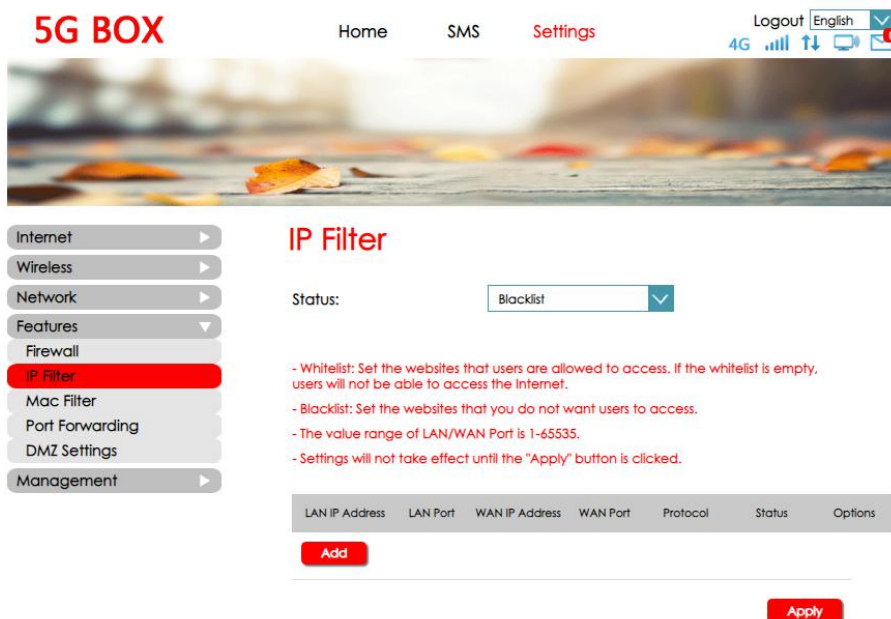 5G BOX
Home SMS Settings
Logout English
4G
Internet
Wireless
Network
Features
Firewall
IP Filter
Mac Filter
Port Forwarding
DMZ Settings
Management
IP Filter
Status: Blacklist
- Whitelist: Set the websites that users are allowed to access. If the whitelist is empty,
users will not be able to access the Internet.
- Blacklist: Set the websites that you do not want users to access.
- The value range of LAN/WAN Port is 1-65535.
- Settings will not take effect until the "Apply" button is clicked.
LAN IP Address LAN Port WAN IP Address WAN Port Protocol Status Options
Add
Apply